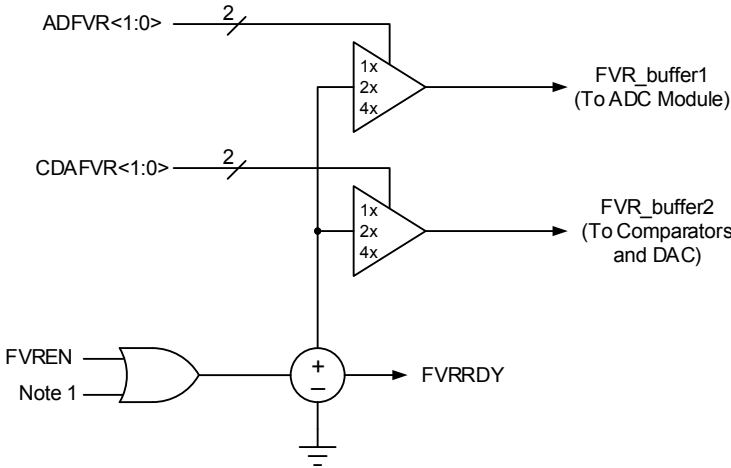 ADFVR<1:0>
2
1x
2x
4x
FVR_buffer1
(To ADC Module)
CDAFVR<1:0>
2
1x
2x
4x
FVR_buffer2
(To Comparators
and DAC)
FVREN
Note 1
+
–
FVRRDY